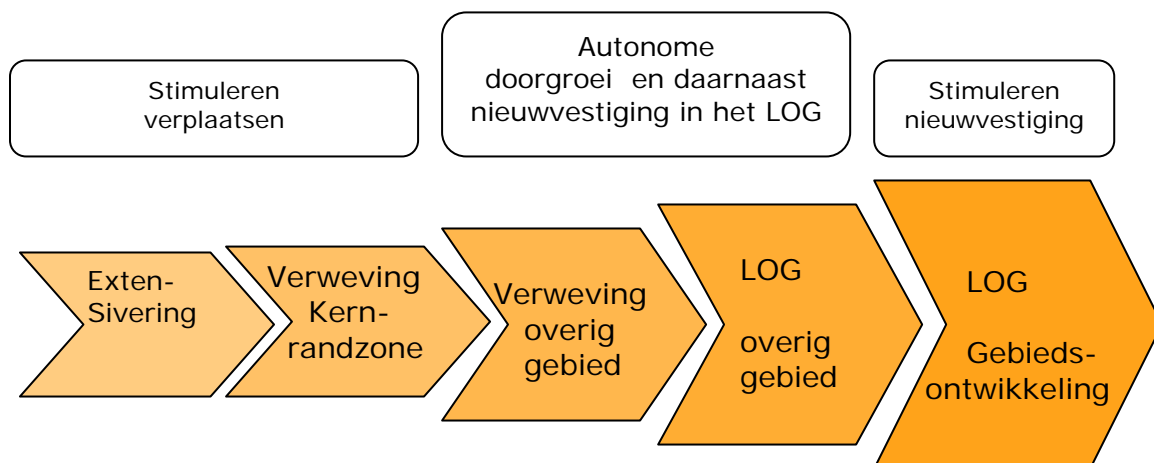 Stimuleren
verplaatsen
Autonome
doorgroei en daarnaast
nieuwvestiging in het LOG
Stimuleren
nieuwvestiging
Exten-
Sivering
Verweving
Kern-
randzone
Verweving
overig
gebied
LOG
overig
gebied
LOG
Gebieds-
ontwikkeling